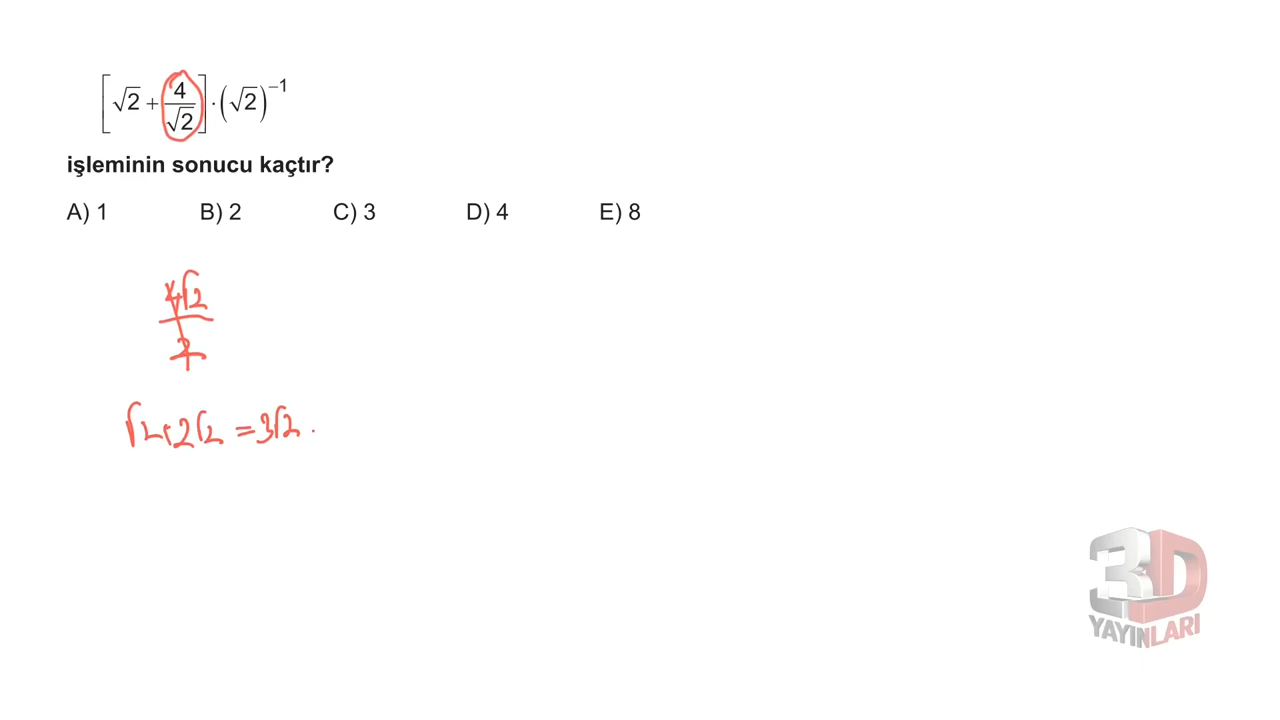 [√2 + 4/√2] · (√2)⁻¹
işleminin sonucu kaçtır?
A) 1 B) 2 C) 3 D) 4 E) 8
4√2/2
√2+2√2 = 3√2 ·
3D
YAYINLARI